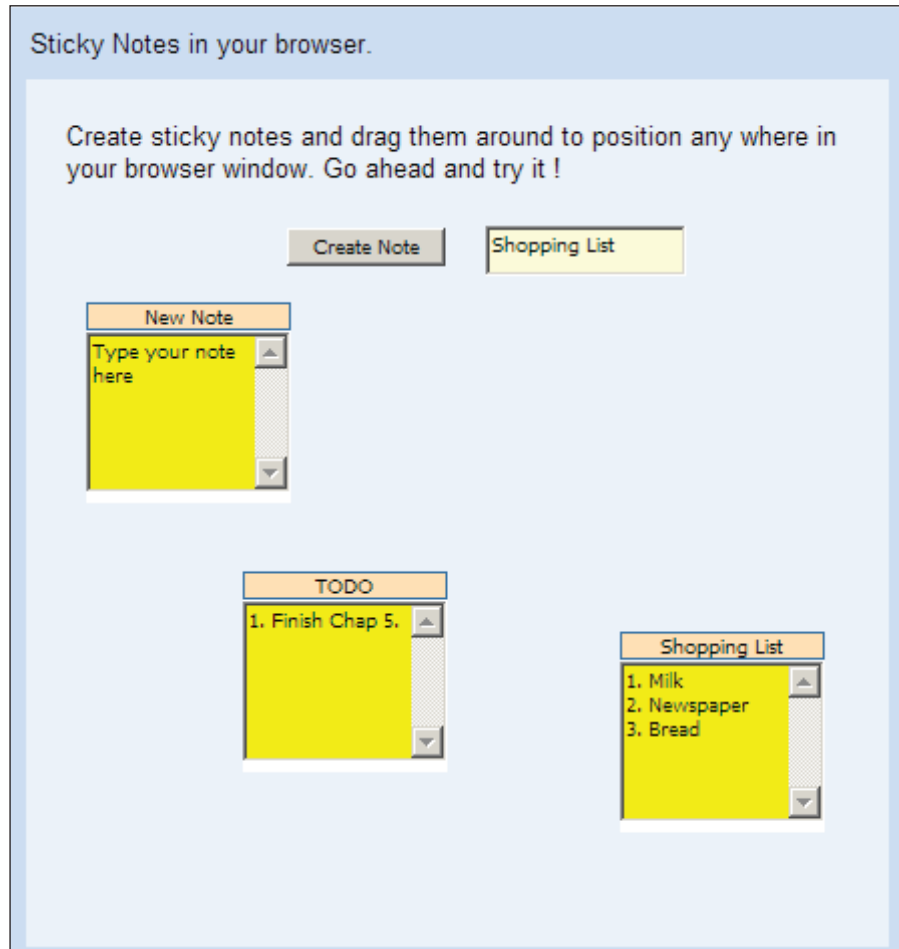 Sticky Notes in your browser.
Create sticky notes and drag them around to position any where in
your browser window. Go ahead and try it !
Create Note
Shopping List
New Note
Type your note
here
TODO
1. Finish Chap 5.
Shopping List
1. Milk
2. Newspaper
3. Bread